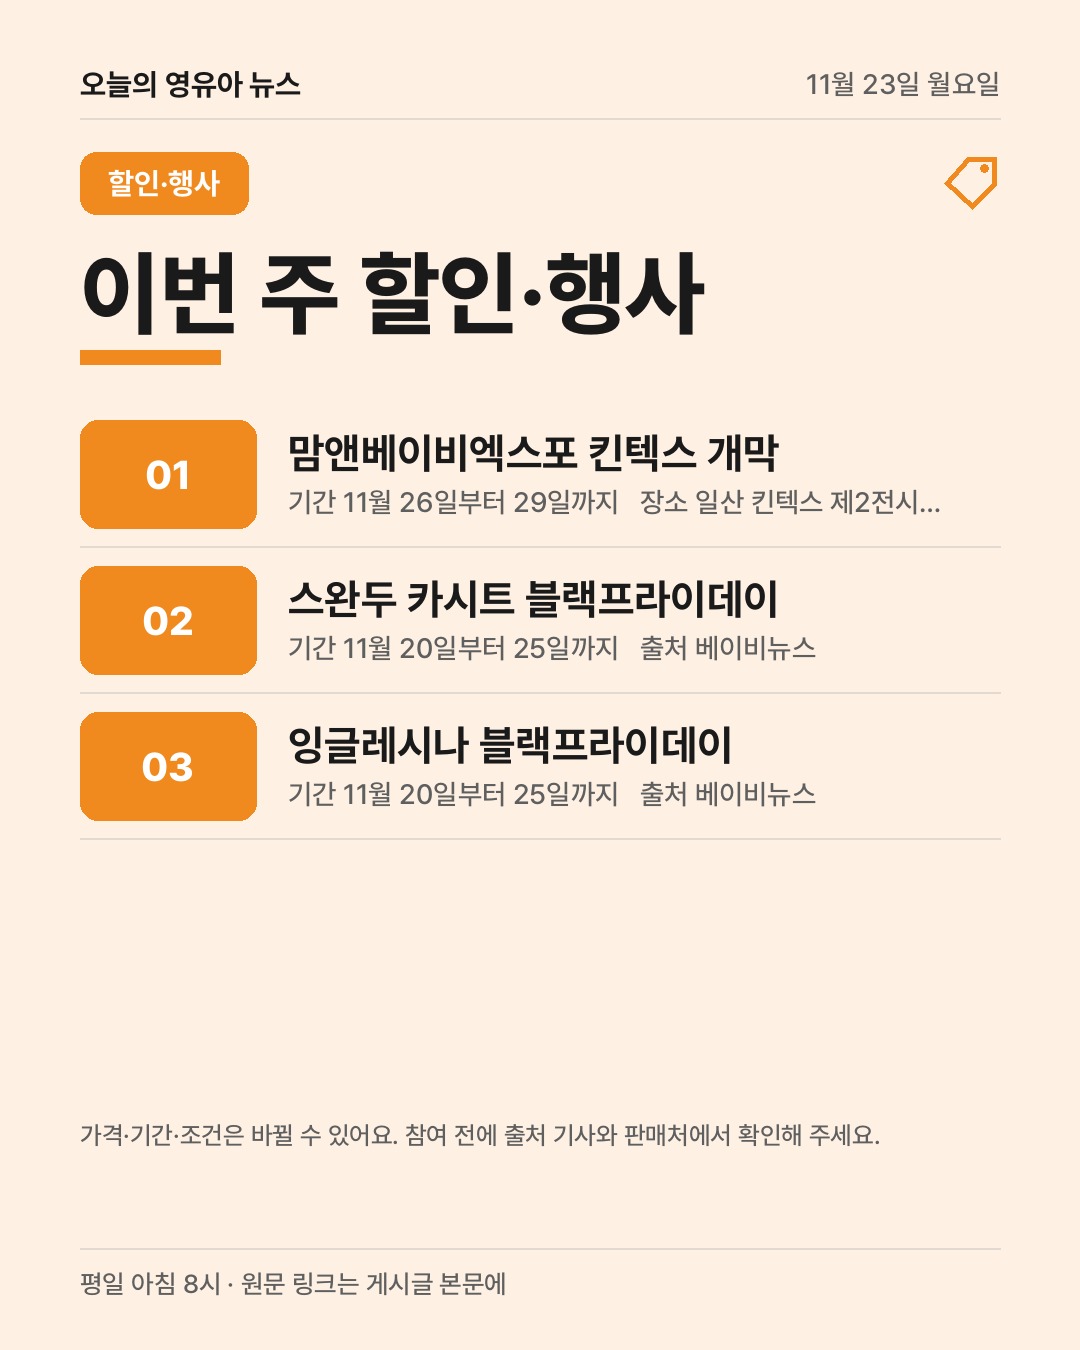 오늘의 영유아 뉴스
11월 23일 월요일
할인·행사
이번 주 할인·행사
01
맘앤베이비엑스포 킨텍스 개막
기간 11월 26일부터 29일까지 장소 일산 킨텍스 제2전시...
02
스완두 카시트 블랙프라이데이
기간 11월 20일부터 25일까지 출처 베이비뉴스
03
잉글레시나 블랙프라이데이
기간 11월 20일부터 25일까지 출처 베이비뉴스
가격·기간·조건은 바뀔 수 있어요. 참여 전에 출처 기사와 판매처에서 확인해 주세요.
평일 아침 8시 · 원문 링크는 게시글 본문에